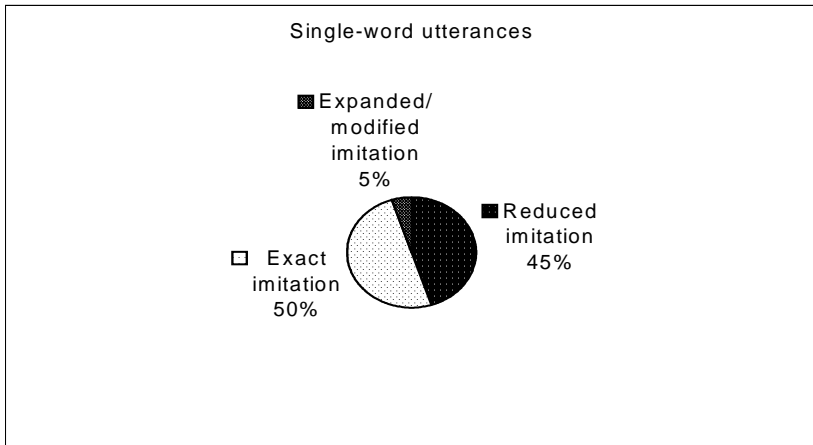 Single-word utterances
Expanded/
modified
imitation
5%
Reduced
imitation
45%
Exact
imitation
50%